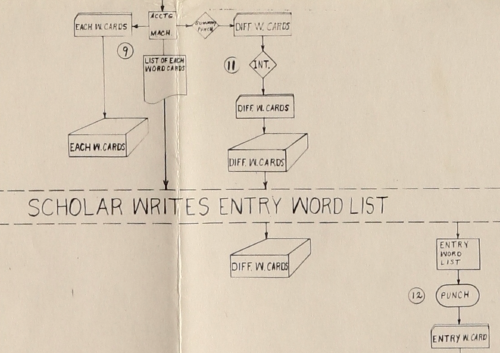 EACH W. CARDS
ACCT'G
MACH.
SUMMARY
PUNCH
DIFF. W. CARDS
9
LIST OF EACH
WORD CARDS
11
INT.
DIFF. W. CARDS
EACH W. CARDS
DIFF. W. CARDS
SCHOLAR WRITES ENTRY WORD LIST
DIFF. W. CARDS
ENTRY
WORD
LIST
12
PUNCH
ENTRY W. CARD